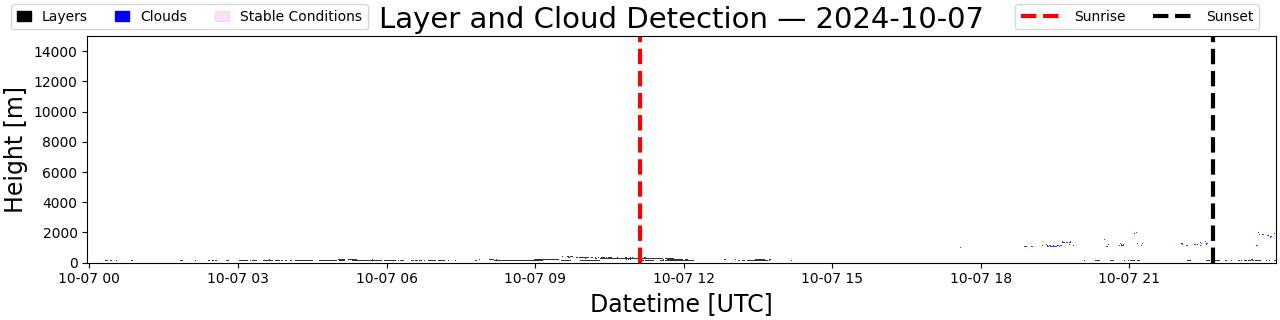 Layer and Cloud Detection — 2024-10-07
Layers Clouds Stable Conditions
Sunrise Sunset
Height [m]
14000
12000
10000
8000
6000
4000
2000
0
10-07 00 10-07 03 10-07 06 10-07 09 10-07 12 10-07 15 10-07 18 10-07 21
Datetime [UTC]